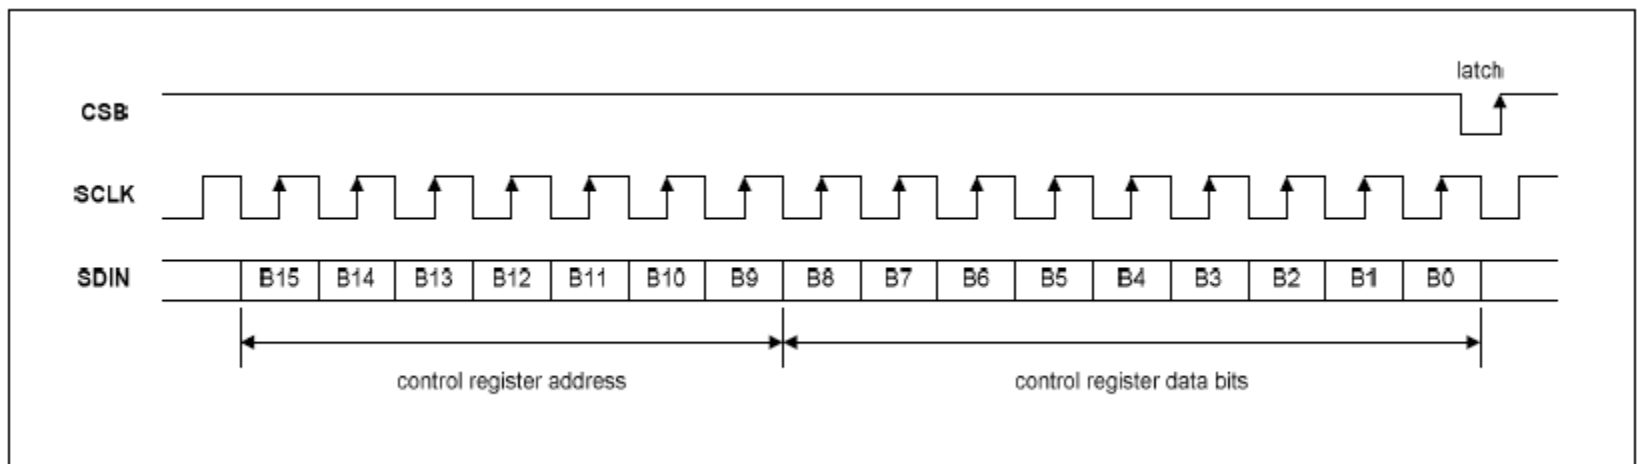 latch
CSB
SCLK
SDIN B15 B14 B13 B12 B11 B10 B9 B8 B7 B6 B5 B4 B3 B2 B1 B0
control register address control register data bits